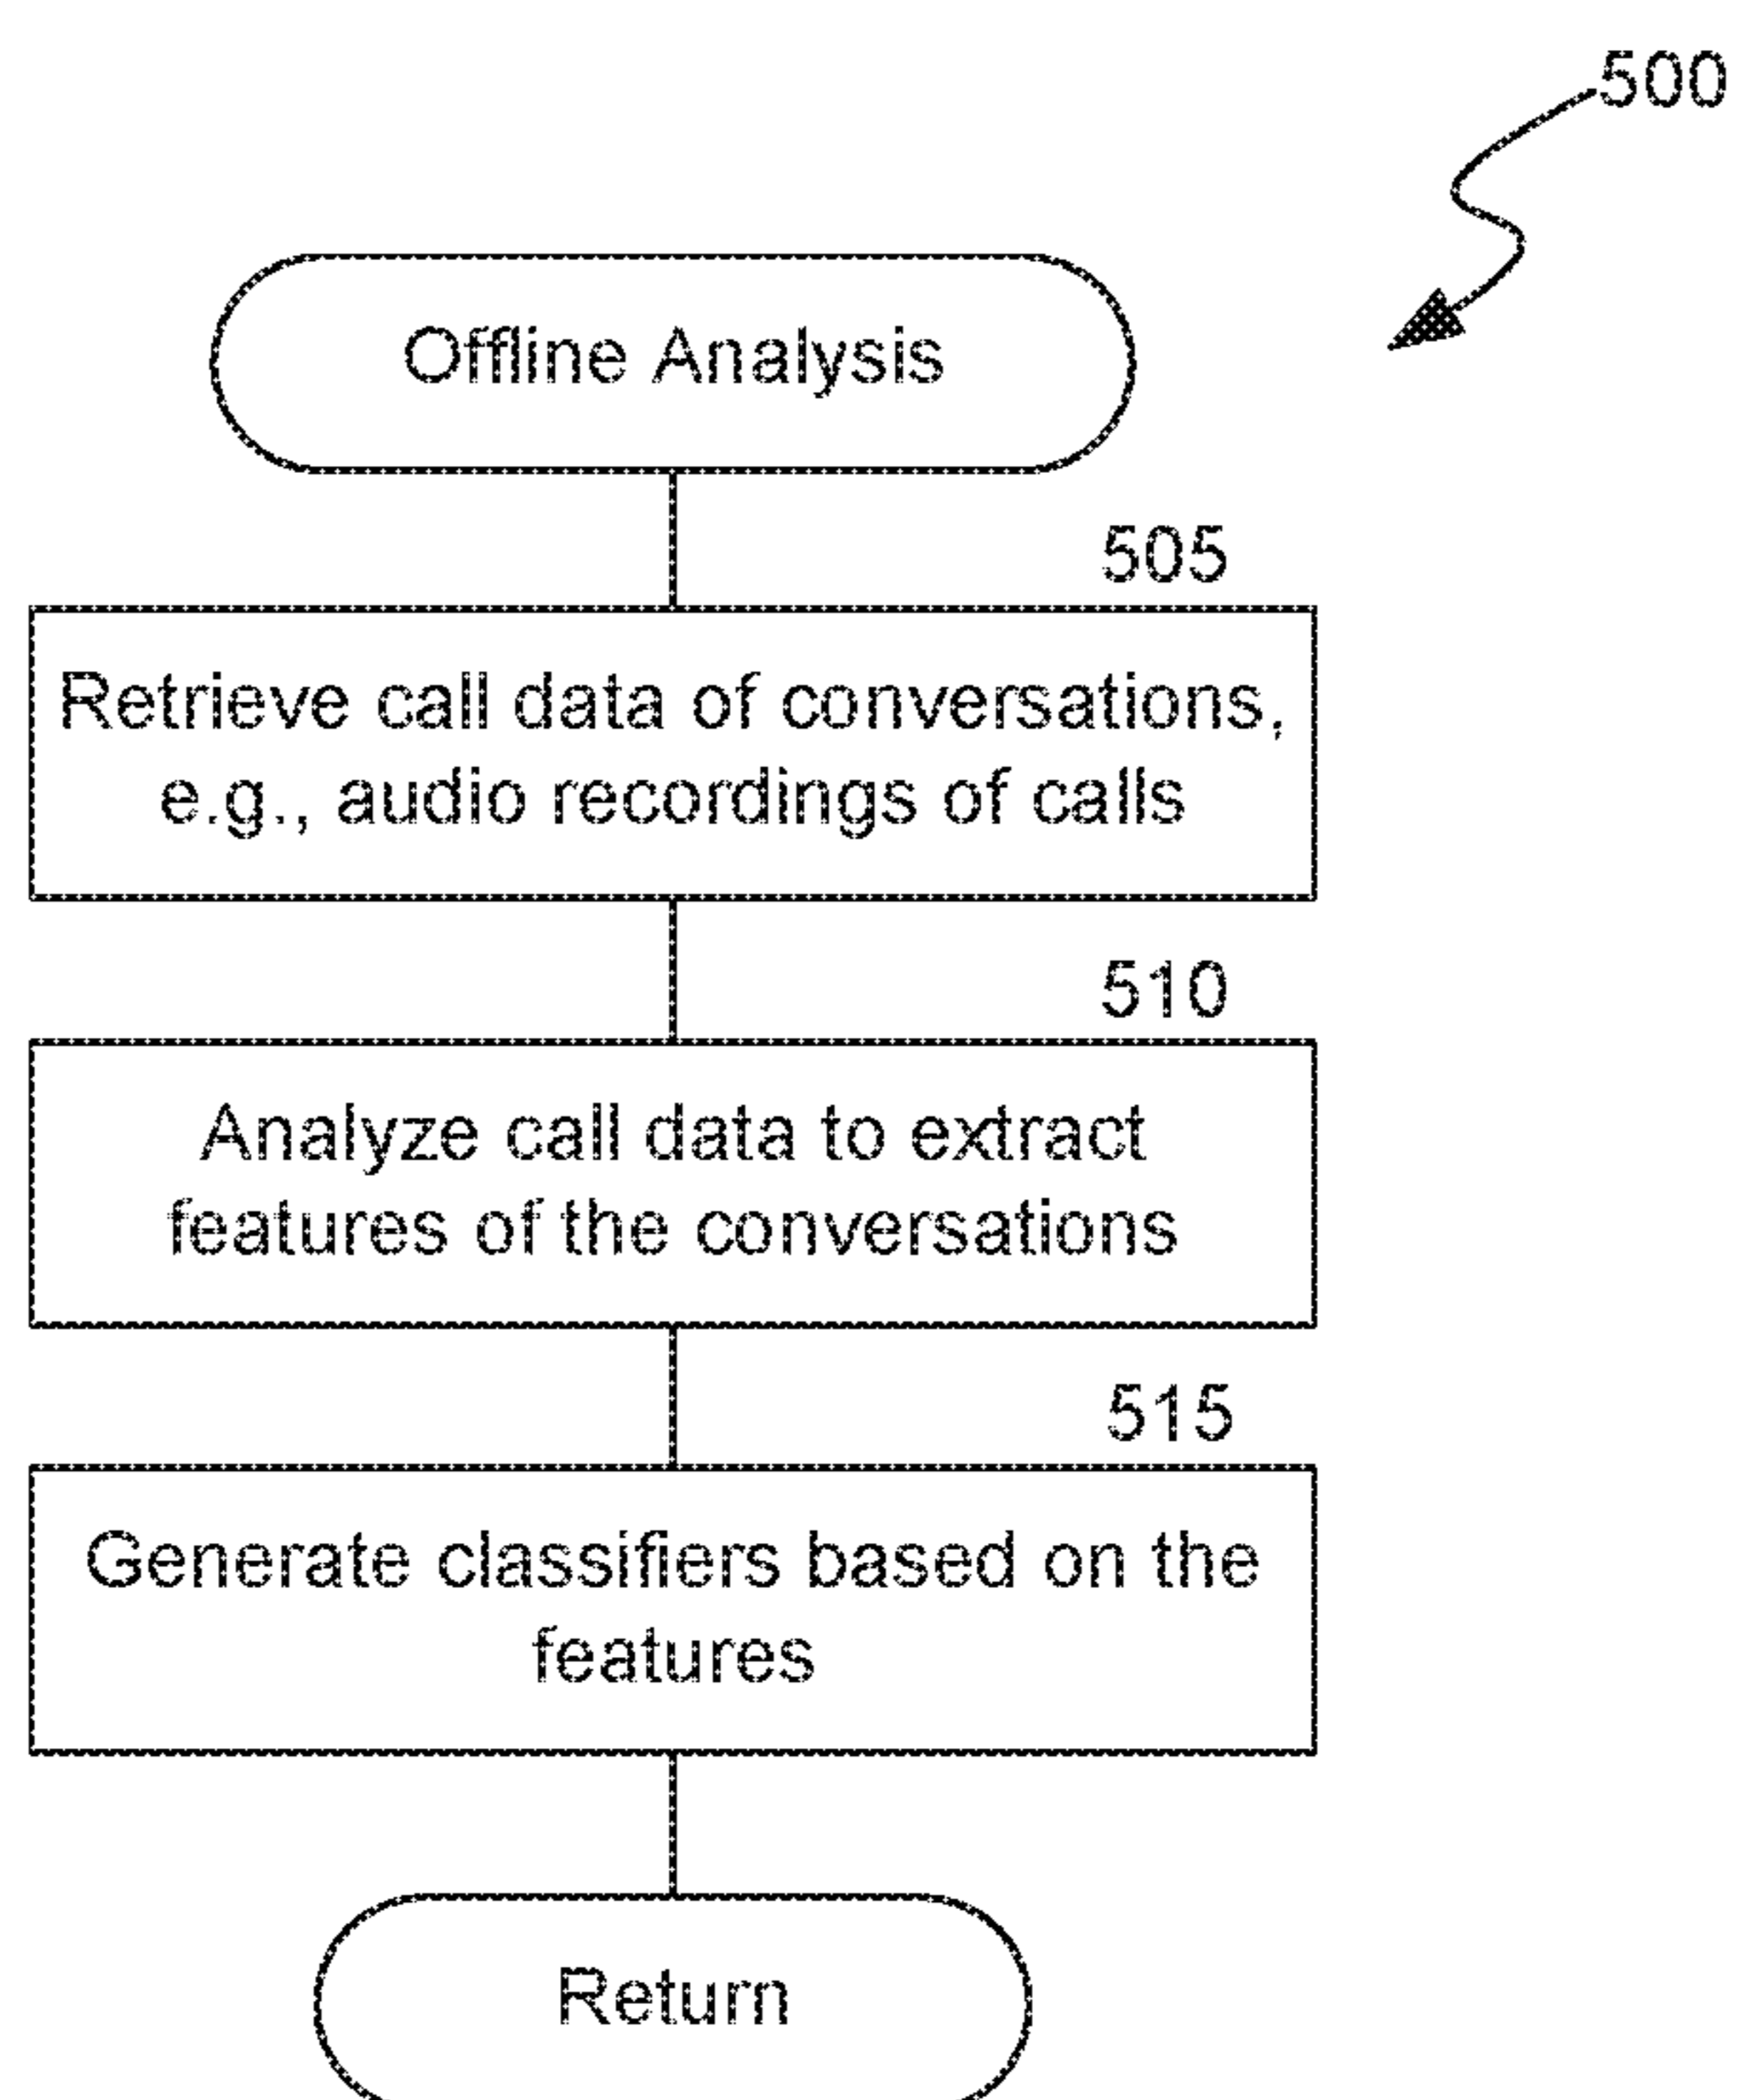 500
Offline Analysis
505
Retrieve call data of conversations,
e.g., audio recordings of calls
510
Analyze call data to extract
features of the conversations
515
Generate classifiers based on the
features
Return